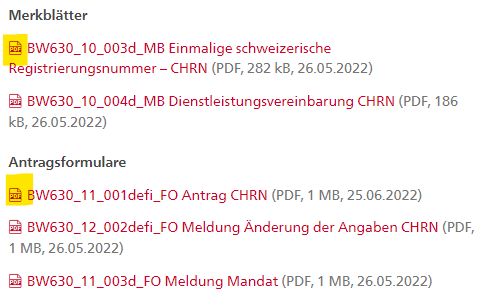 Merkblätter
BW630_10_003d_MB Einmalige schweizerische
Registrierungsnummer – CHRN (PDF, 282 kB, 26.05.2022)
BW630_10_004d_MB Dienstleistungsvereinbarung CHRN (PDF, 186
kB, 26.05.2022)
Antragsformulare
BW630_11_001defi_FO Antrag CHRN (PDF, 1 MB, 25.06.2022)
BW630_12_002defi_FO Meldung Änderung der Angaben CHRN (PDF,
1 MB, 26.05.2022)
BW630_11_003d_FO Meldung Mandat (PDF, 1 MB, 26.05.2022)